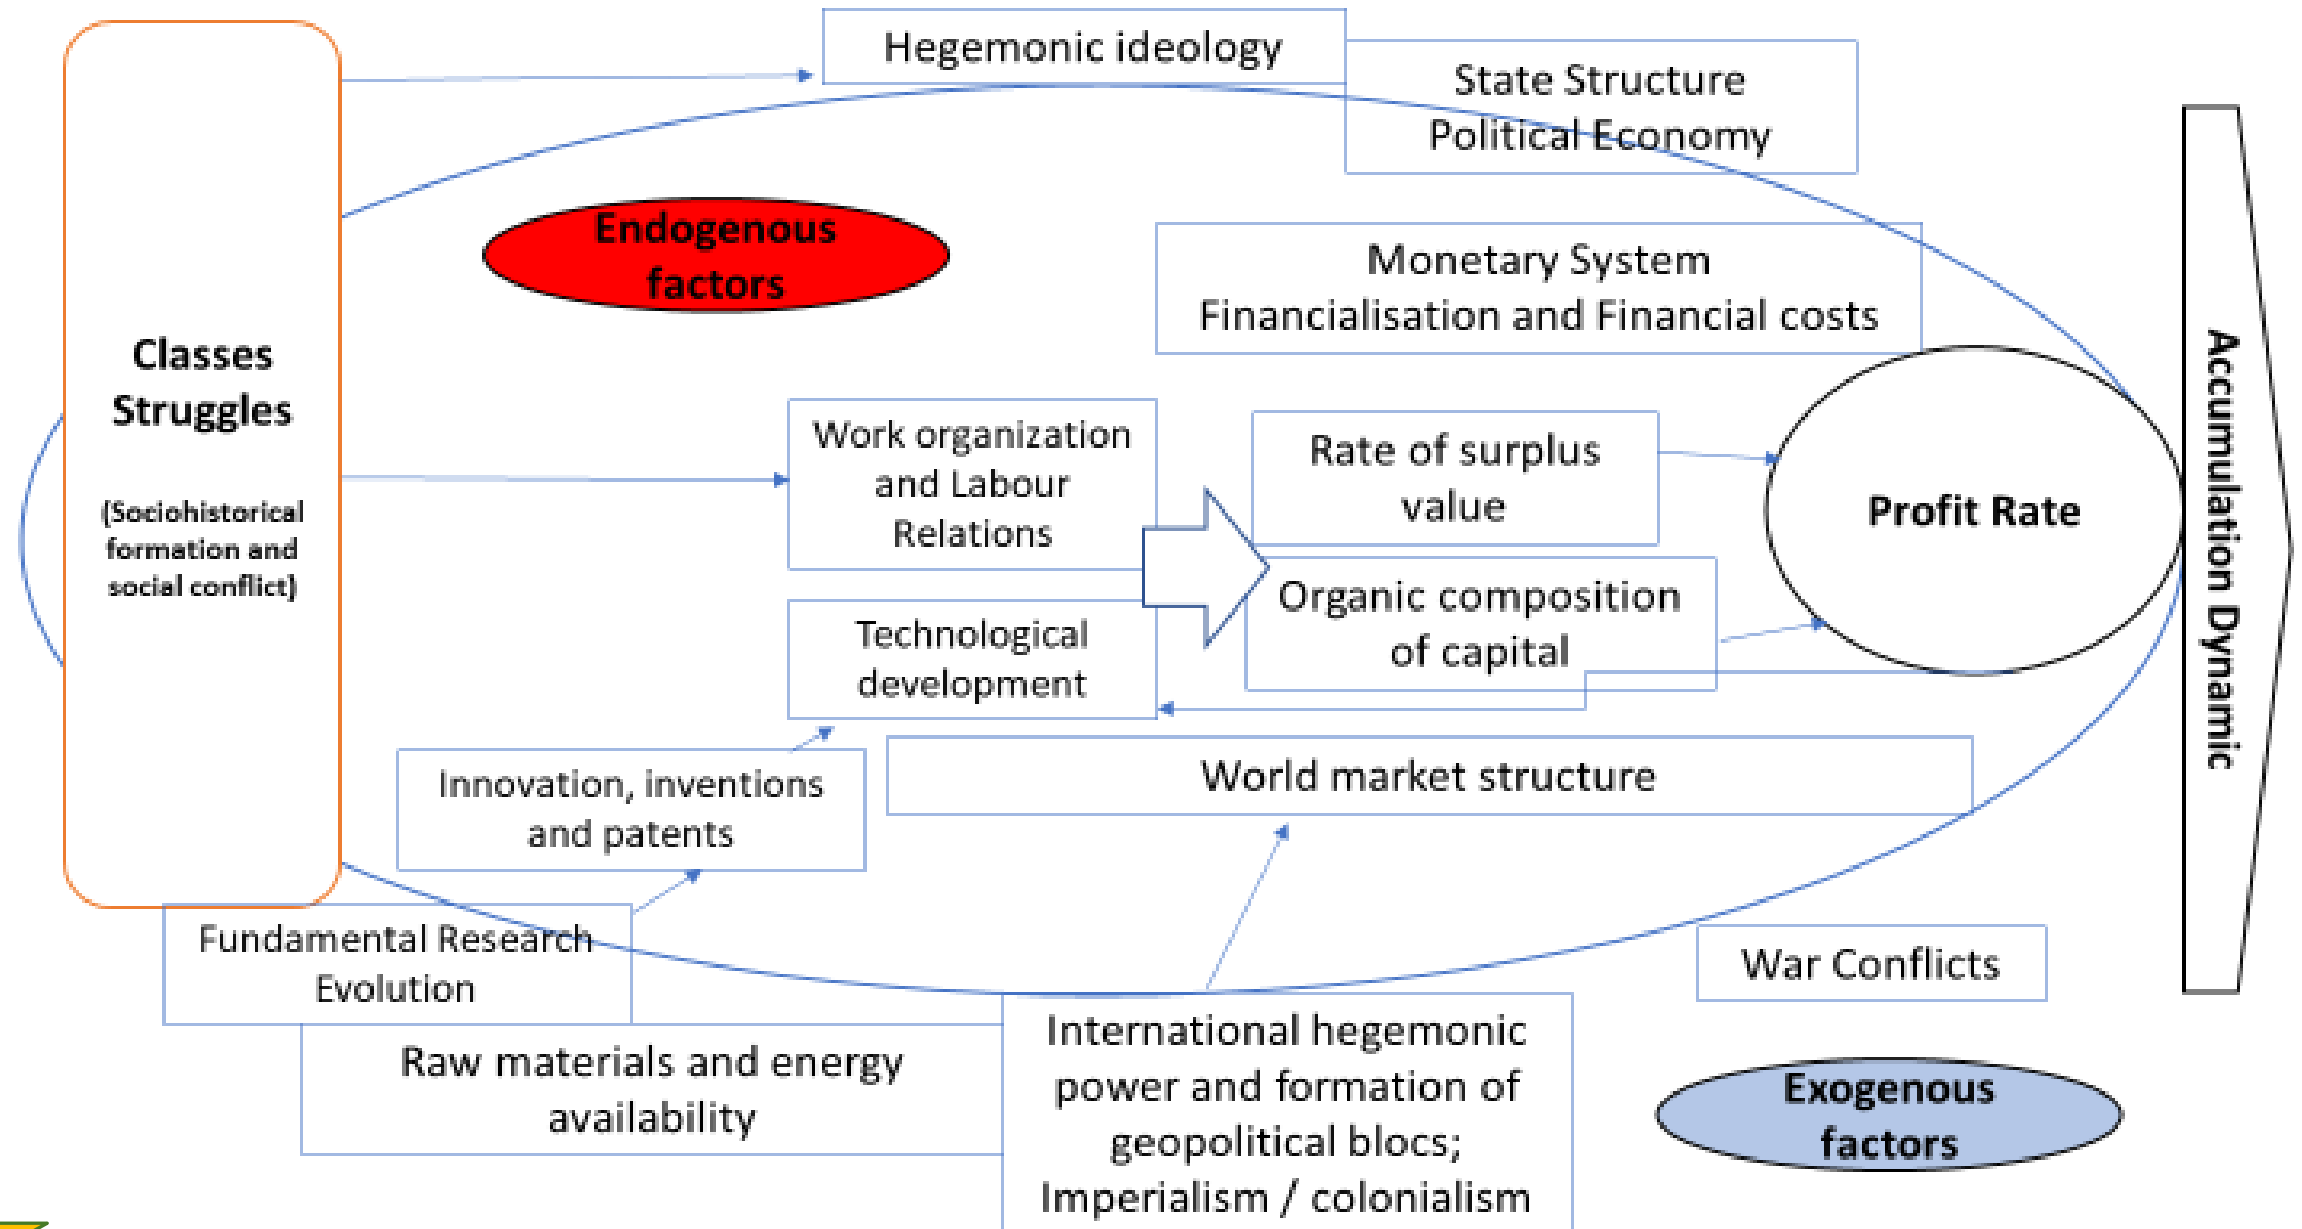 Hegemonic ideology
State Structure
Political Economy
Endogenous
factors
Monetary System
Financialisation and Financial costs
Classes
Struggles
(Sociohistorical
formation and
social conflict)
Work organization
and Labour
Relations
Rate of surplus
value
Profit Rate
Accumulation Dynamic
Organic composition
of capital
Technological
development
Innovation, inventions
and patents
World market structure
Fundamental Research
Evolution
War Conflicts
Raw materials and energy
availability
International hegemonic
power and formation of
geopolitical blocs;
Imperialism / colonialism
Exogenous
factors